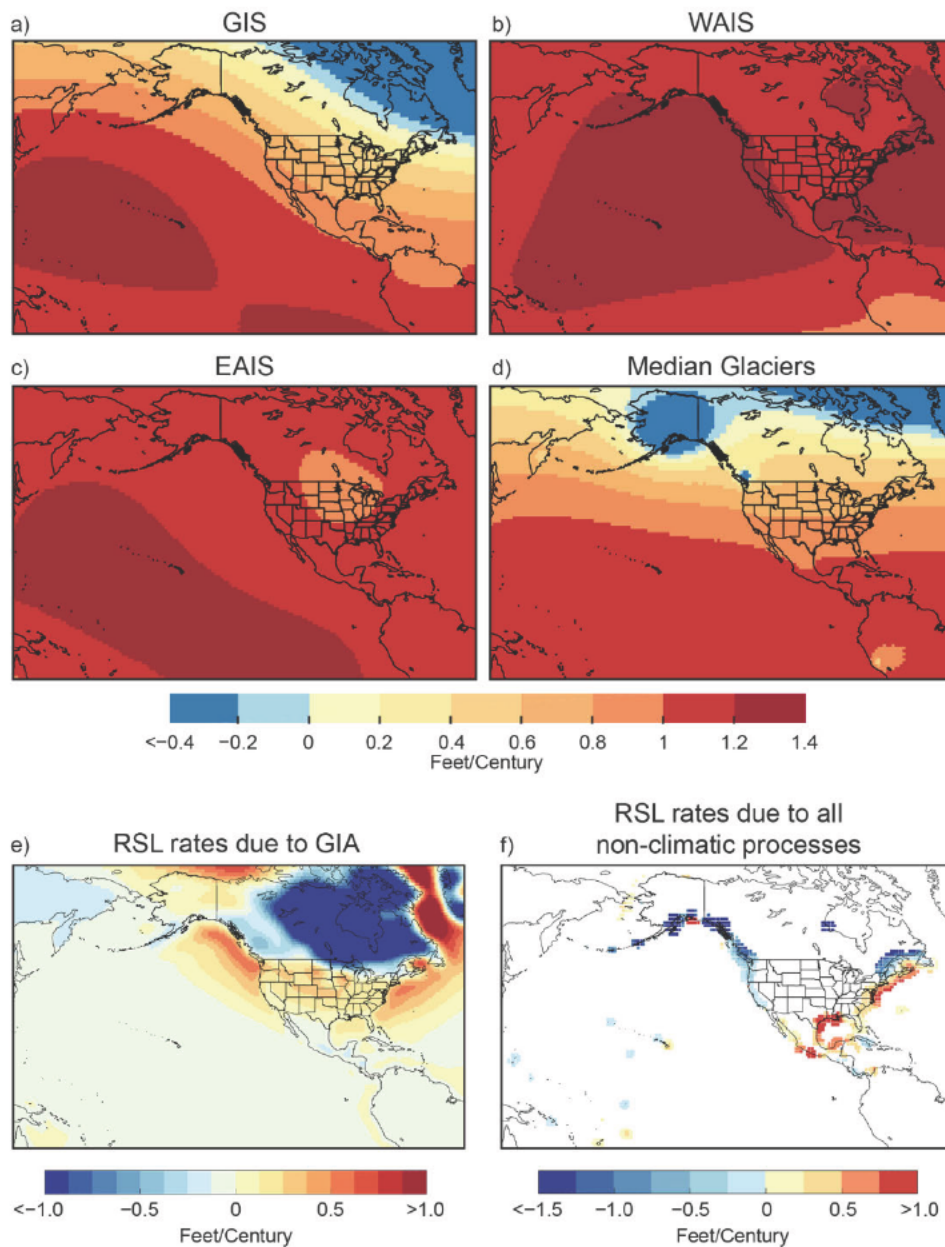 a)
GIS
b)
WAIS
c)
EAIS
d)
Median Glaciers
<−0.4 −0.2 0 0.2 0.4 0.6 0.8 1 1.2 1.4
Feet/Century
e)
RSL rates due to GIA
f)
RSL rates due to all
non-climatic processes
<−1.0 −0.5 0 0.5 >1.0
Feet/Century
<−1.5 −1.0 −0.5 0 0.5 >1.0
Feet/Century